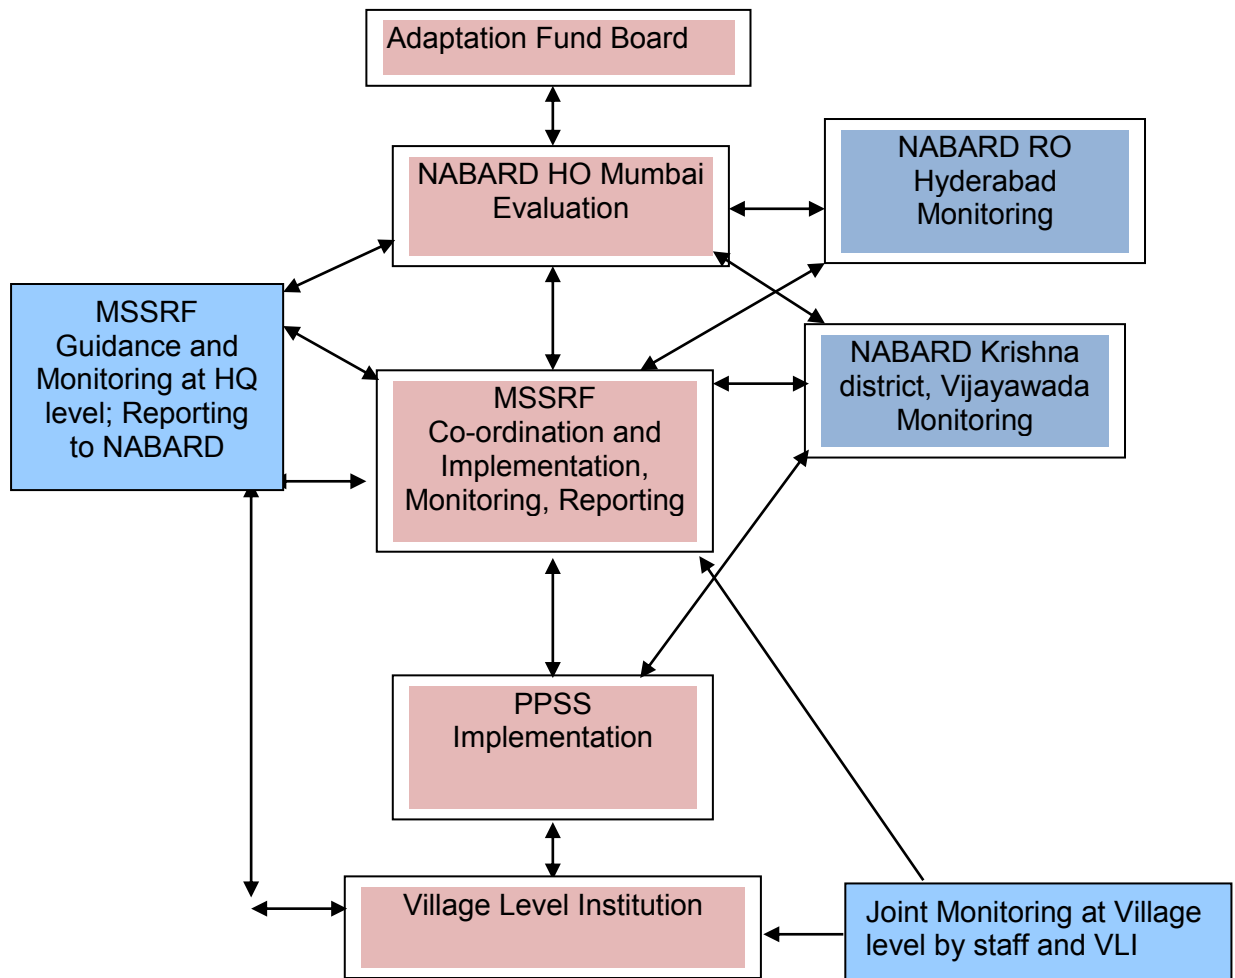 Adaptation Fund Board
NABARD HO Mumbai
Evaluation
NABARD RO
Hyderabad
Monitoring
MSSRF
Guidance and
Monitoring at HQ
level; Reporting
to NABARD
NABARD Krishna
district, Vijayawada
Monitoring
MSSRF
Co-ordination and
Implementation,
Monitoring, Reporting
PPSS
Implementation
Village Level Institution
Joint Monitoring at Village
level by staff and VLI